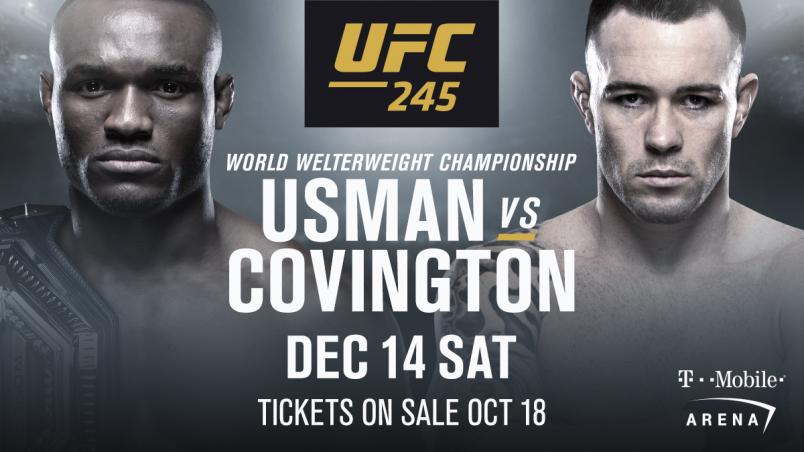 UFC
245
WORLD WELTERWEIGHT CHAMPIONSHIP
USMAN VS
COVINGTON
DEC 14 SAT
TICKETS ON SALE OCT 18
T··Mobile·
ARENA